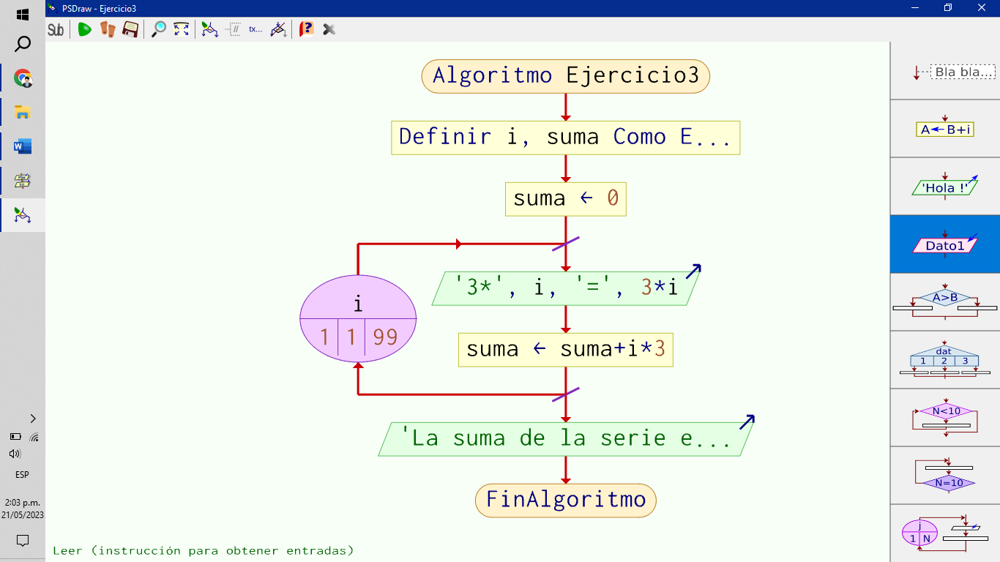 PSDraw - Ejercicio3
Sub
tx...
Algoritmo Ejercicio3
Definir i, suma Como E...
suma ← 0
i
1 1 99
'3*', i, '=', 3*i
suma ← suma+i*3
'La suma de la serie e...
FinAlgoritmo
Leer (instrucción para obtener entradas)
Bla bla...
A←B+i
'Hola !'
Dato1
A>B
dat
1 2 3
N<10
N=10
j
1 N
ESP
2:03 p.m.
21/05/2023